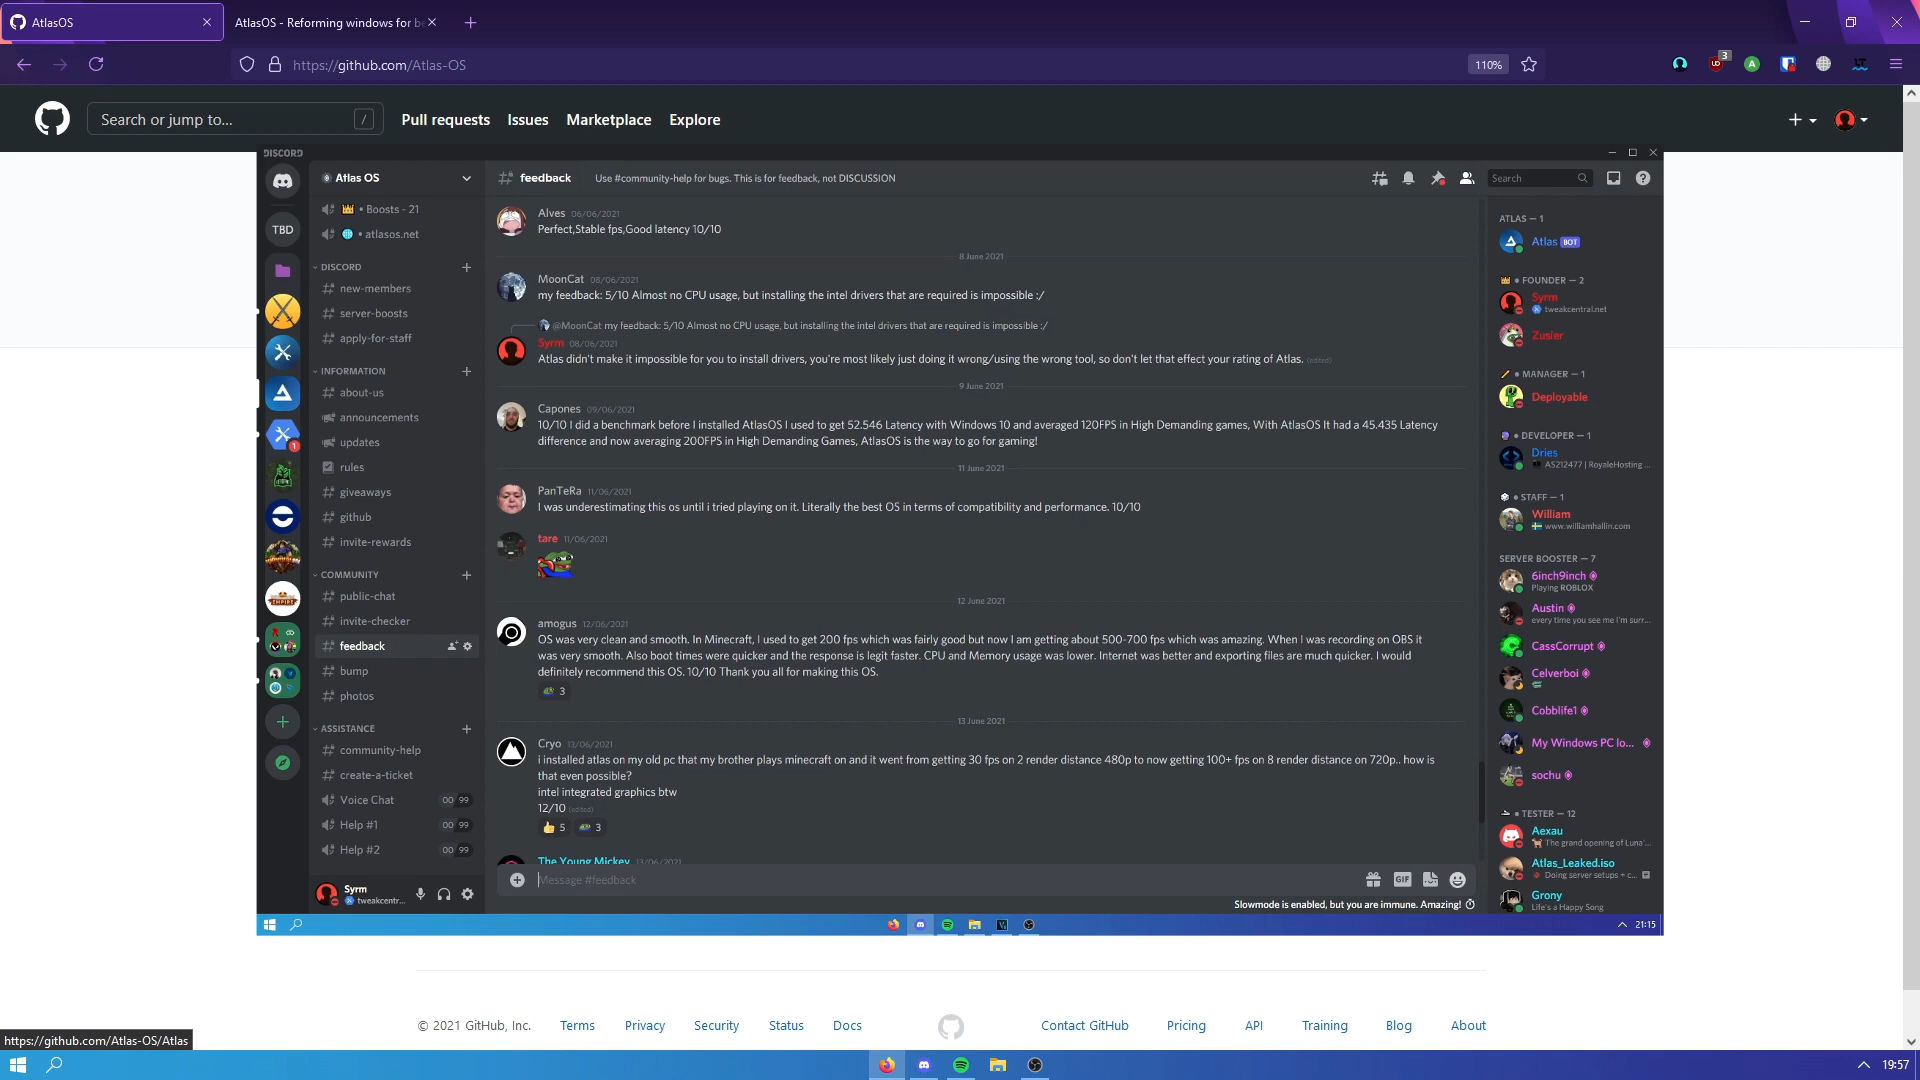 AtlasOS
AtlasOS - Reforming windows for be
https://github.com/Atlas-OS
110%
3
Search or jump to...
/
Pull requests
Issues
Marketplace
Explore
DISCORD
Atlas OS
feedback
Use #community-help for bugs. This is for feedback, not DISCUSSION
Search
• Boosts - 21
• atlasos.net
TBD
DISCORD
new-members
server-boosts
apply-for-staff
INFORMATION
about-us
announcements
updates
rules
giveaways
github
invite-rewards
COMMUNITY
public-chat
invite-checker
feedback
bump
photos
ASSISTANCE
community-help
create-a-ticket
Voice Chat 00 99
Help #1 00 99
Help #2 00 99
Syrm
tweakcentr...
1
EMPIRE
Alves 06/06/2021
Perfect,Stable fps,Good latency 10/10
8 June 2021
MoonCat 08/06/2021
my feedback: 5/10 Almost no CPU usage, but installing the intel drivers that are required is impossible :/
@MoonCat my feedback: 5/10 Almost no CPU usage, but installing the intel drivers that are required is impossible :/
Syrm 08/06/2021
Atlas didn't make it impossible for you to install drivers, you're most likely just doing it wrong/using the wrong tool, so don't let that effect your rating of Atlas. (edited)
9 June 2021
Capones 09/06/2021
10/10 I did a benchmark before I installed AtlasOS I used to get 52.546 Latency with Windows 10 and averaged 120FPS in High Demanding games, With AtlasOS It had a 45.435 Latency
difference and now averaging 200FPS in High Demanding Games, AtlasOS is the way to go for gaming!
11 June 2021
PanTeRa 11/06/2021
I was underestimating this os until i tried playing on it. Literally the best OS in terms of compatibility and performance. 10/10
tare 11/06/2021
12 June 2021
amogus 12/06/2021
OS was very clean and smooth. In Minecraft, I used to get 200 fps which was fairly good but now I am getting about 500-700 fps which was amazing. When I was recording on OBS it
was very smooth. Also boot times were quicker and the response is legit faster. CPU and Memory usage was lower. Internet was better and exporting files are much quicker. I would
definitely recommend this OS. 10/10 Thank you all for making this OS.
3
13 June 2021
Cryo 13/06/2021
i installed atlas on my old pc that my brother plays minecraft on and it went from getting 30 fps on 2 render distance 480p to now getting 100+ fps on 8 render distance on 720p.. how is
that even possible?
intel integrated graphics btw
12/10 (edited)
5 3
The Young Mickey 13/06/2021
Message #feedback
GIF
Slowmode is enabled, but you are immune. Amazing!
ATLAS — 1
Atlas BOT
• FOUNDER — 2
Syrm
tweakcentral.net
Zusier
• MANAGER — 1
Deployable
• DEVELOPER — 1
Dries
AS212477 | RoyaleHosting ...
• STAFF — 1
William
www.williamhallin.com
SERVER BOOSTER — 7
6inch9inch
Playing ROBLOX
Austin
every time you see me I'm surr...
CassCorrupt
Celverboi
Cobblife1
My Windows PC lo...
sochu
• TESTER — 12
Aexau
The grand opening of Luna'...
Atlas_Leaked.iso
Doing server setups + c...
Grony
Life's a Happy Song
21:15
© 2021 GitHub, Inc.
Terms
Privacy
Security
Status
Docs
Contact GitHub
Pricing
API
Training
Blog
About
https://github.com/Atlas-OS/Atlas
19:57